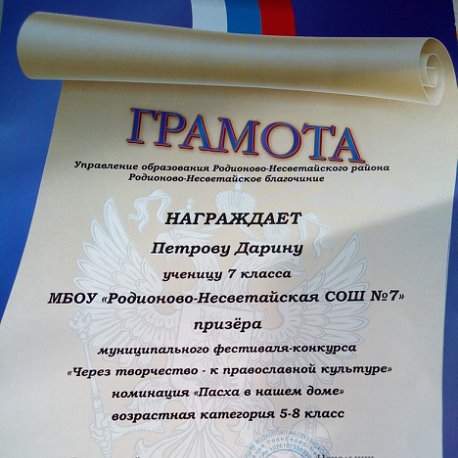 ГРАМОТА
Управление образования Родионово-Несветайского района
Родионово-Несветайское благочиние
НАГРАЖДАЕТ
Петрову Дарину
ученицу 7 класса
МБОУ «Родионово-Несветайская СОШ №7»
призёра
муниципального фестиваля-конкурса
«Через творчество - к православной культуре»
номинация «Пасха в нашем доме»
возрастная категория 5-8 класс